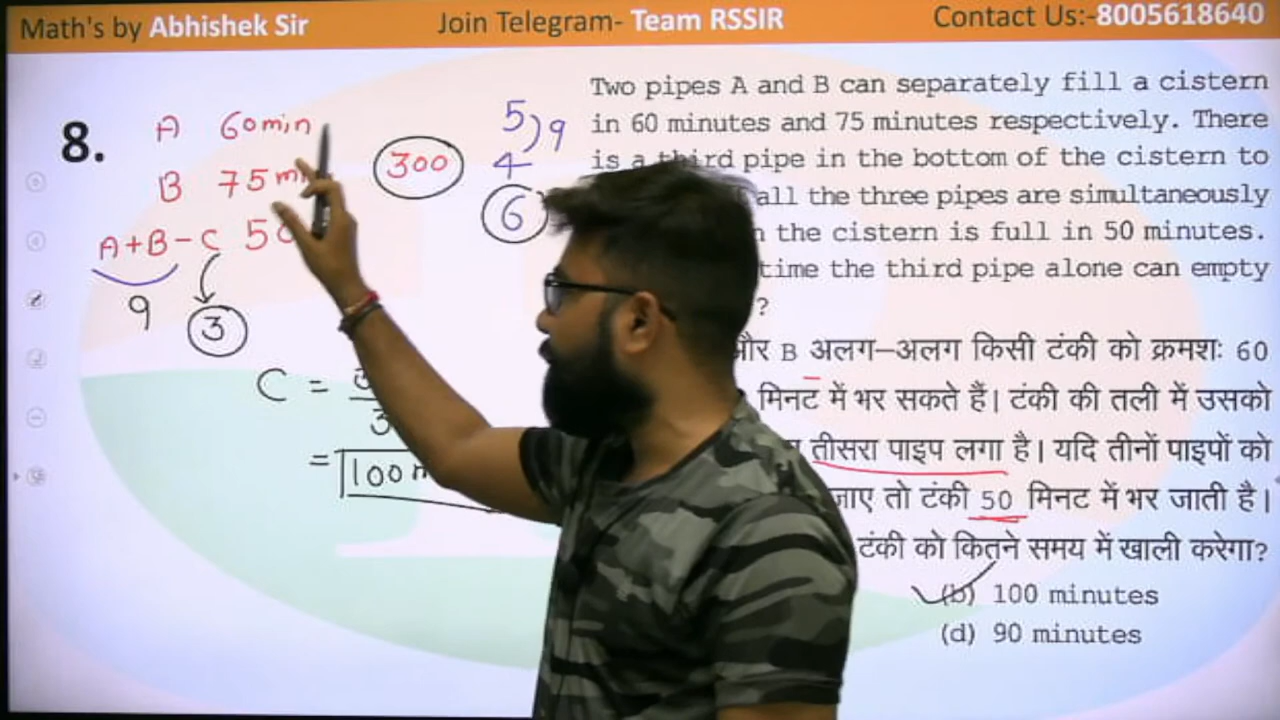 Math's by Abhishek Sir
Join Telegram- Team RSSIR
Contact Us:-8005618640
8.
A 60min
B 75m
A+B-C 50
9
3
300
5
4
9
6
C =
3
= 100 m
Two pipes A and B can separately fill a cistern
in 60 minutes and 75 minutes respectively. There
is a third pipe in the bottom of the cistern to
all the three pipes are simultaneously
the cistern is full in 50 minutes.
time the third pipe alone can empty
?
और B अलग–अलग किसी टंकी को क्रमशः 60
मिनट में भर सकते हैं। टंकी की तली में उसको
तीसरा पाइप लगा है। यदि तीनों पाइपों को
जाए तो टंकी 50 मिनट में भर जाती है।
टंकी को कितने समय में खाली करेगा?
(b) 100 minutes
(d) 90 minutes